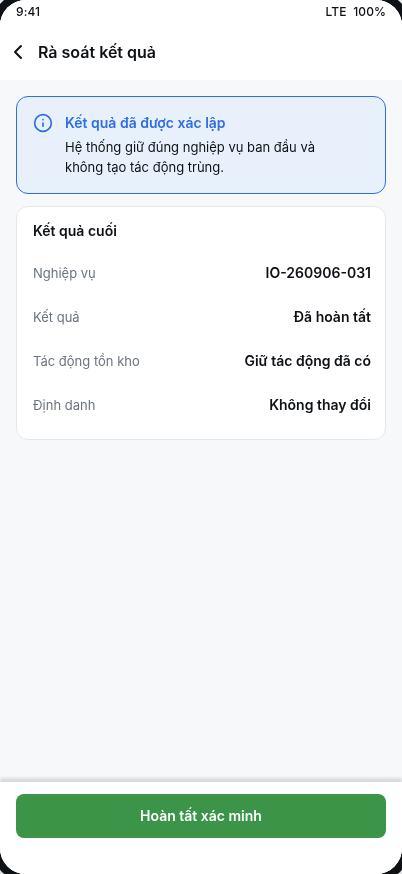 9:41 LTE 100%
Rà soát kết quả
Kết quả đã được xác lập
Hệ thống giữ đúng nghiệp vụ ban đầu và
không tạo tác động trùng.
Kết quả cuối
Nghiệp vụ IO-260906-031
Kết quả Đã hoàn tất
Tác động tồn kho Giữ tác động đã có
Định danh Không thay đổi
Hoàn tất xác minh